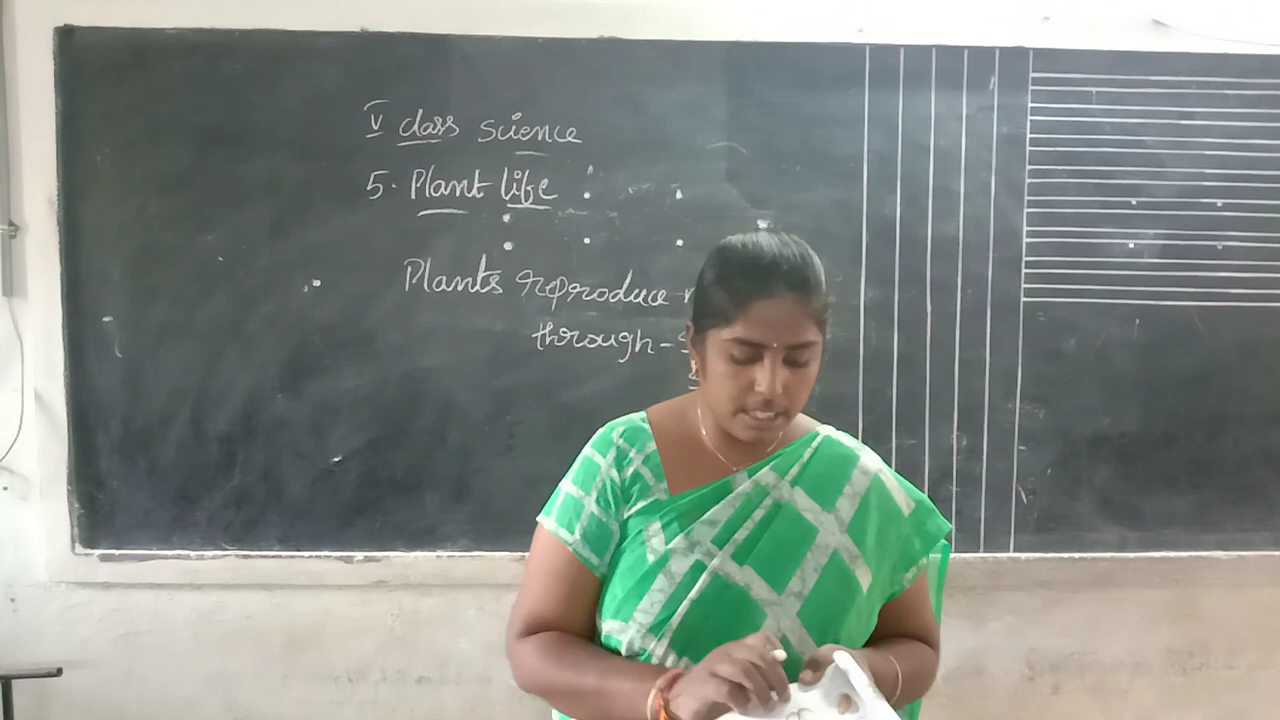 V class science
5. Plant life
Plants reproduce
through-